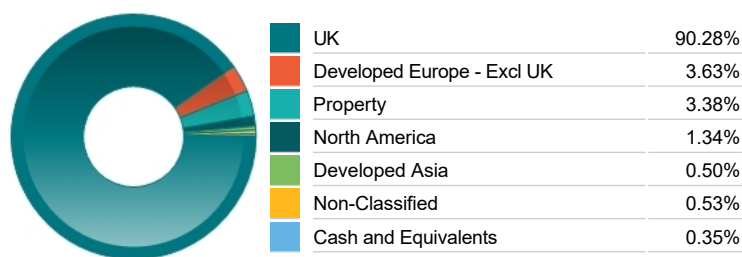 UK 90.28%
Developed Europe - Excl UK 3.63%
Property 3.38%
North America 1.34%
Developed Asia 0.50%
Non-Classified 0.53%
Cash and Equivalents 0.35%